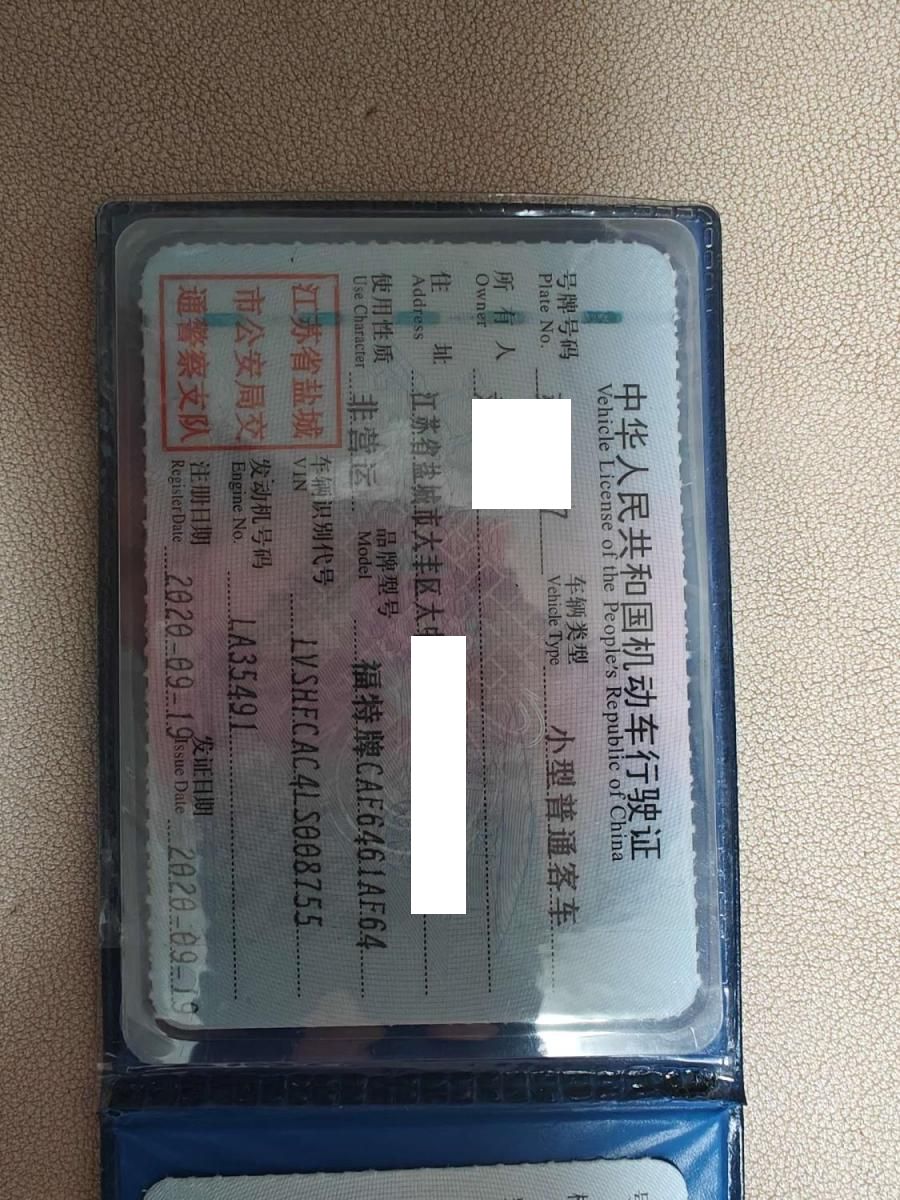 中华人民共和国机动车行驶证
Vehicle License of the People's Republic of China
号牌号码 7 车辆类型 小型普通客车
Plate No. Vehicle Type
所有人
Owner
住址 江苏省盐城市大丰区大
Address
使用性质 非营运 品牌型号 福特牌CAF6461AF64
Use Character Model
江苏省盐城
市公安局交
通警察支队
车辆识别代号 LVSHFCAC4LS008755
VIN
发动机号码 LA35491
Engine No.
注册日期 2020-09-19 发证日期 2020-09-19
Register Date Issue Date